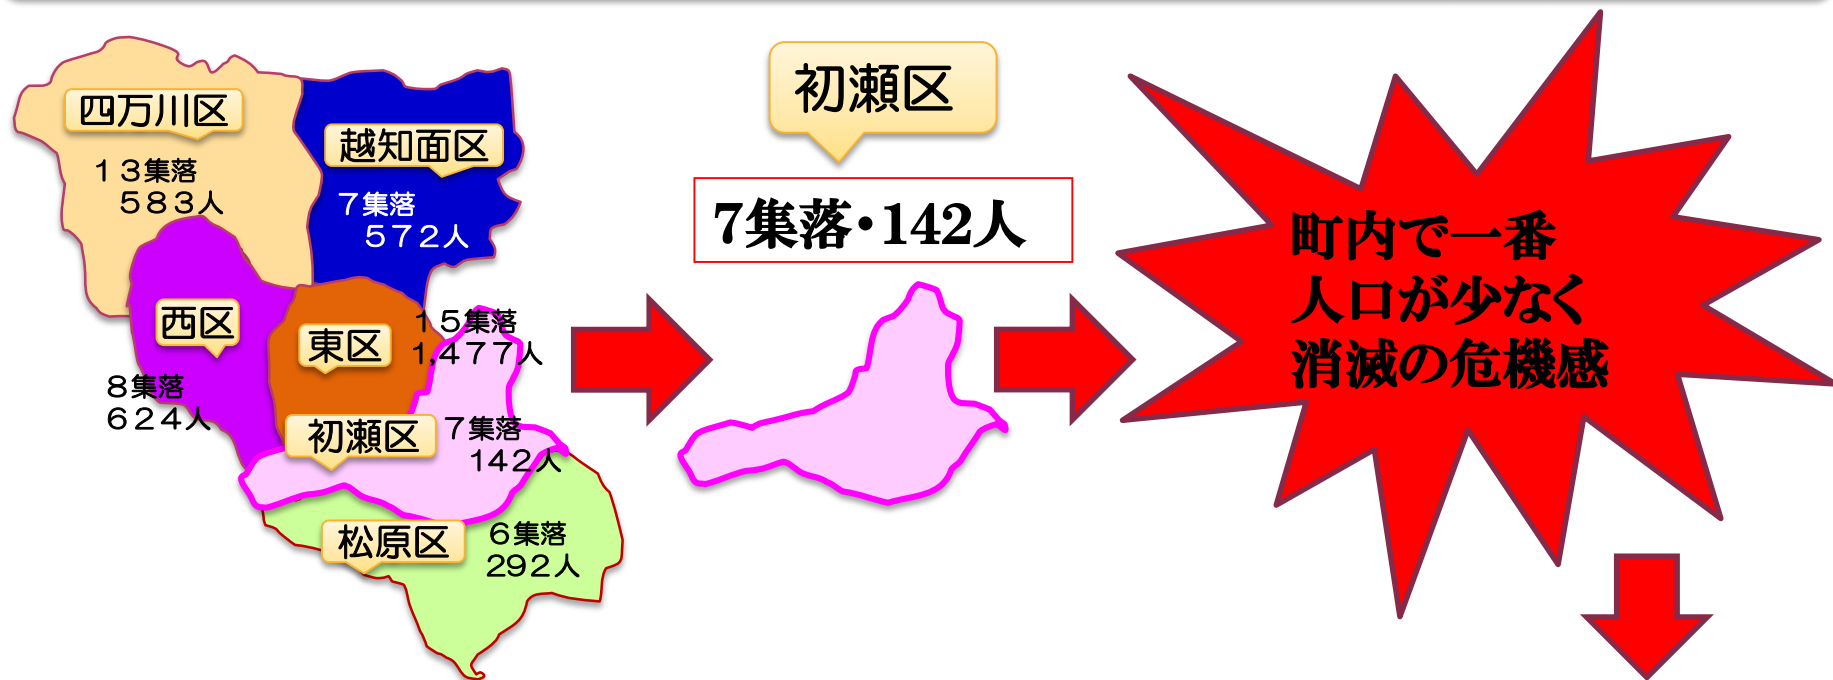 四万川区
１３集落
５８３人
越知面区
７集落
５７２人
西区
８集落
６２４人
東区
１５集落
１,４７７人
初瀬区
７集落
１４２人
松原区
６集落
２９２人
初瀬区
7集落・142人
町内で一番
人口が少なく
消滅の危機感